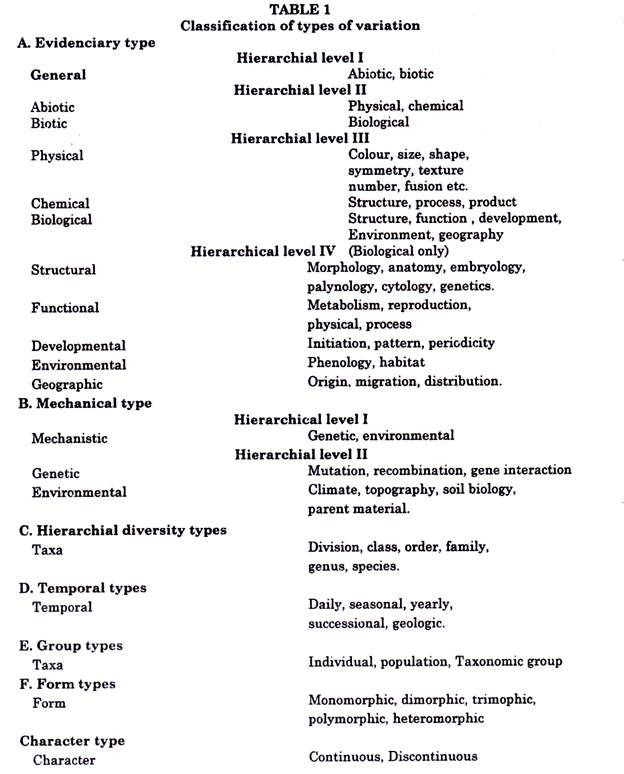 TABLE 1
Classification of types of variation
A. Evidenciary type
Hierarchial level I
General Abiotic, biotic
Hierarchial level II
Abiotic Physical, chemical
Biotic Biological
Hierarchial level III
Physical Colour, size, shape,
symmetry, texture
number, fusion etc.
Chemical Structure, process, product
Biological Structure, function , development,
Environment, geography
Hierarchical level IV (Biological only)
Structural Morphology, anatomy, embryology,
palynology, cytology, genetics.
Functional Metabolism, reproduction,
physical, process
Developmental Initiation, pattern, periodicity
Environmental Phenology, habitat
Geographic Origin, migration, distribution.
B. Mechanical type
Hierarchical level I
Mechanistic Genetic, environmental
Hierarchial level II
Genetic Mutation, recombination, gene interaction
Environmental Climate, topography, soil biology,
parent material.
C. Hierarchial diversity types
Taxa Division, class, order, family,
genus, species.
D. Temporal types
Temporal Daily, seasonal, yearly,
successional, geologic.
E. Group types
Taxa Individual, population, Taxonomic group
F. Form types
Form Monomorphic, dimorphic, trimophic,
polymorphic, heteromorphic
Character type
Character Continuous, Discontinuous